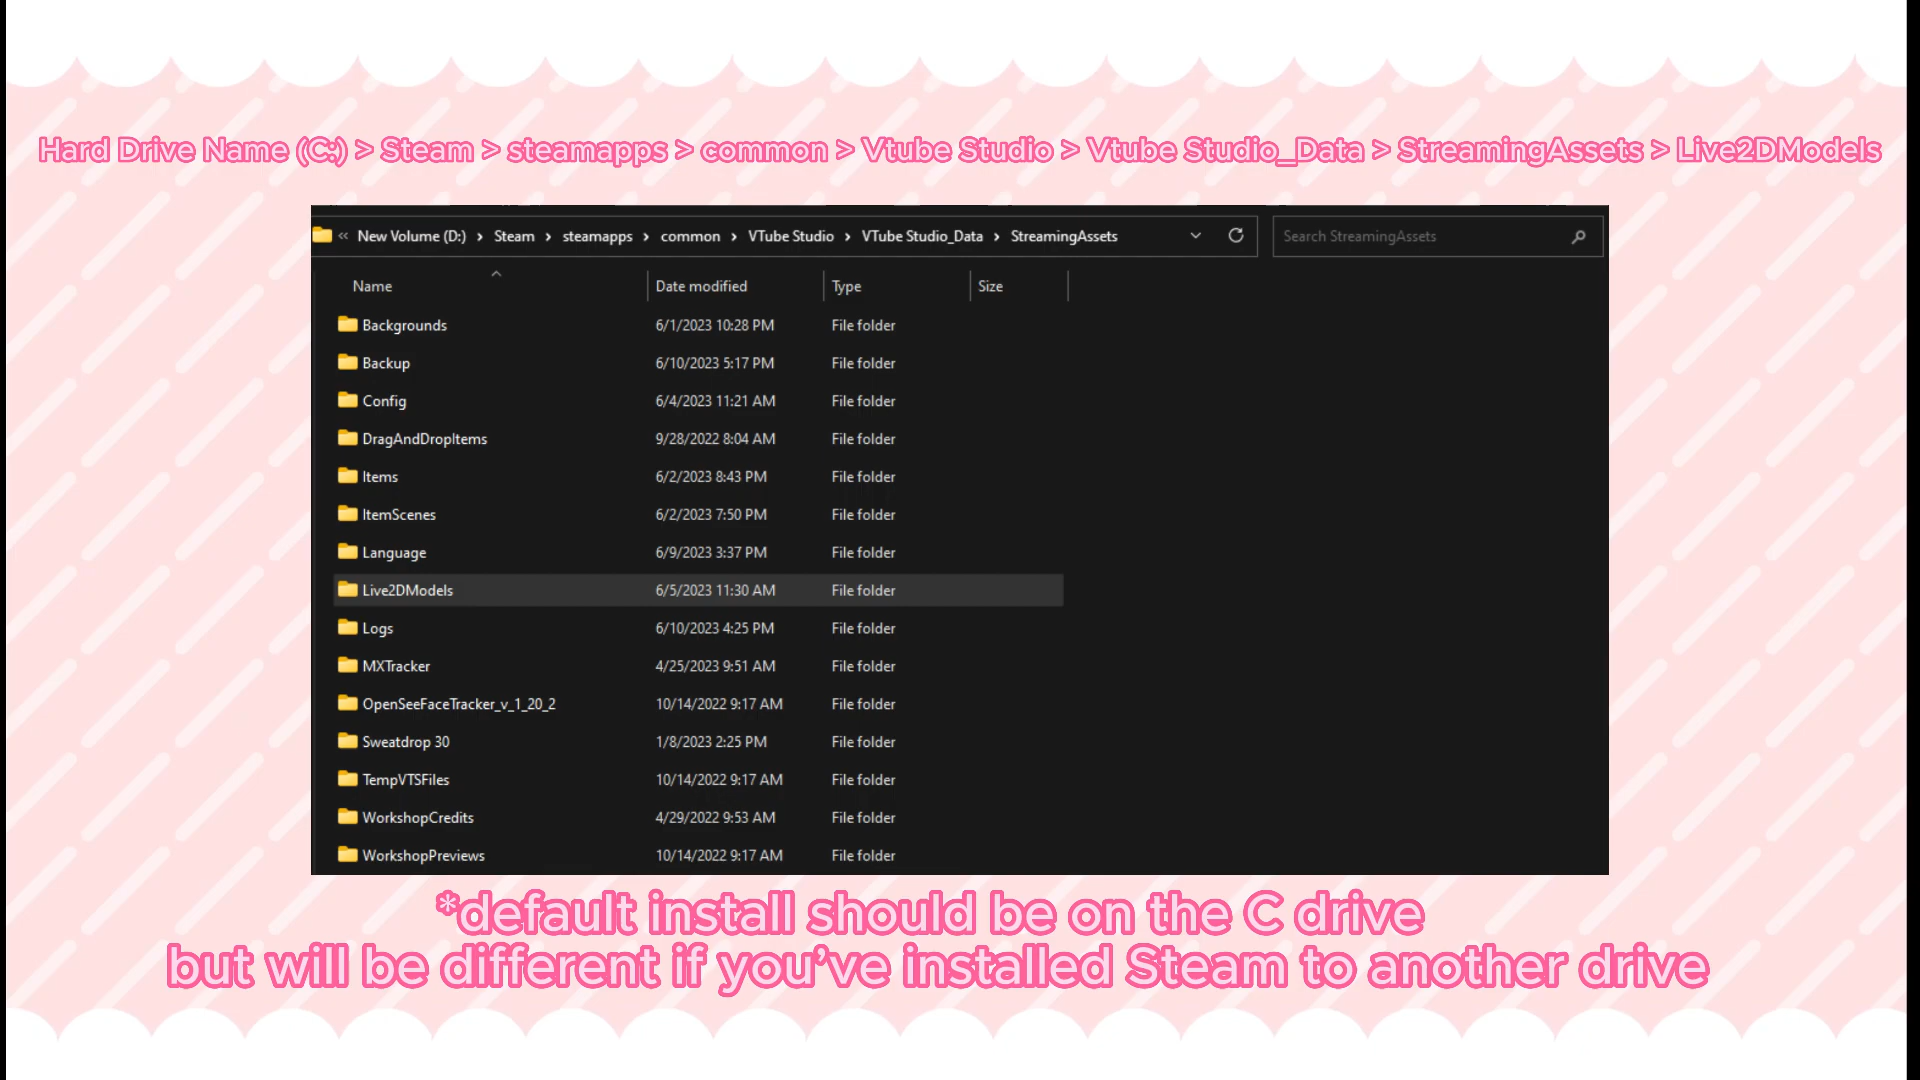 Hard Drive Name (C:) > Steam > steamapps > common > Vtube Studio > Vtube Studio_Data > StreamingAssets > Live2DModels
« New Volume (D:) › Steam › steamapps › common › VTube Studio › VTube Studio_Data › StreamingAssets
Search StreamingAssets
Name Date modified Type Size
Backgrounds 6/1/2023 10:28 PM File folder
Backup 6/10/2023 5:17 PM File folder
Config 6/4/2023 11:21 AM File folder
DragAndDropItems 9/28/2022 8:04 AM File folder
Items 6/2/2023 8:43 PM File folder
ItemScenes 6/2/2023 7:50 PM File folder
Language 6/9/2023 3:37 PM File folder
Live2DModels 6/5/2023 11:30 AM File folder
Logs 6/10/2023 4:25 PM File folder
MXTracker 4/25/2023 9:51 AM File folder
OpenSeeFaceTracker_v_1_20_2 10/14/2022 9:17 AM File folder
Sweatdrop 30 1/8/2023 2:25 PM File folder
TempVTSFiles 10/14/2022 9:17 AM File folder
WorkshopCredits 4/29/2022 9:53 AM File folder
WorkshopPreviews 10/14/2022 9:17 AM File folder
*default install should be on the C drive
but will be different if you've installed Steam to another drive